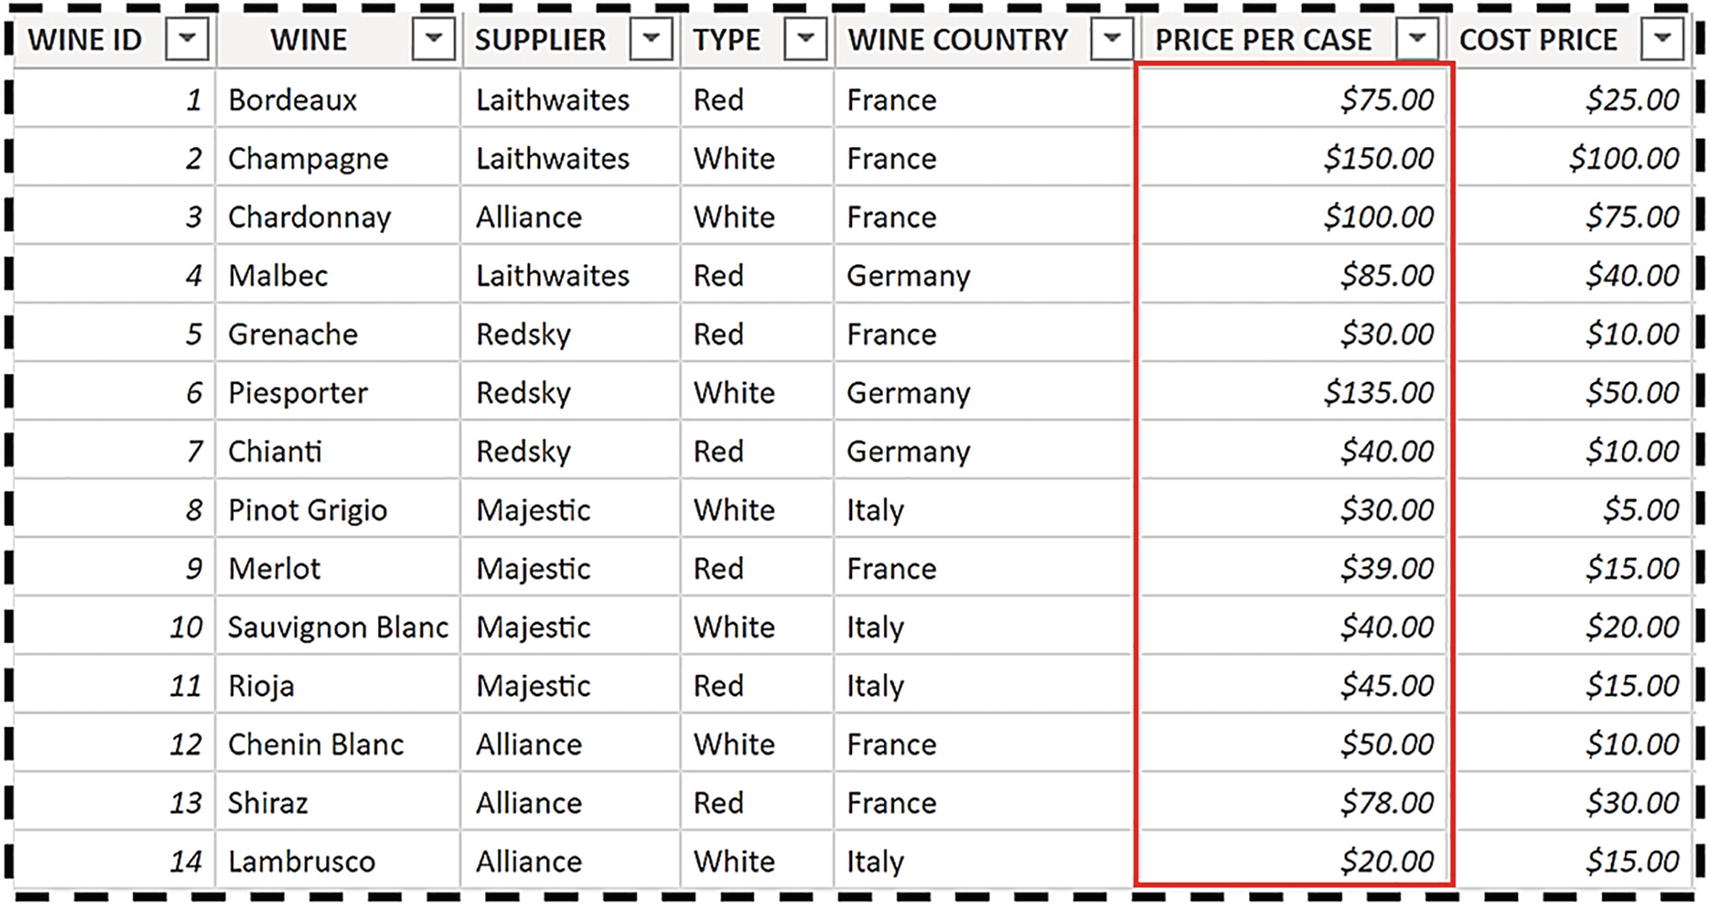 WINE ID WINE SUPPLIER TYPE WINE COUNTRY PRICE PER CASE COST PRICE
1 Bordeaux Laithwaites Red France $75.00 $25.00
2 Champagne Laithwaites White France $150.00 $100.00
3 Chardonnay Alliance White France $100.00 $75.00
4 Malbec Laithwaites Red Germany $85.00 $40.00
5 Grenache Redsky Red France $30.00 $10.00
6 Piesporter Redsky White Germany $135.00 $50.00
7 Chianti Redsky Red Germany $40.00 $10.00
8 Pinot Grigio Majestic White Italy $30.00 $5.00
9 Merlot Majestic Red France $39.00 $15.00
10 Sauvignon Blanc Majestic White Italy $40.00 $20.00
11 Rioja Majestic Red Italy $45.00 $15.00
12 Chenin Blanc Alliance White France $50.00 $10.00
13 Shiraz Alliance Red France $78.00 $30.00
14 Lambrusco Alliance White Italy $20.00 $15.00